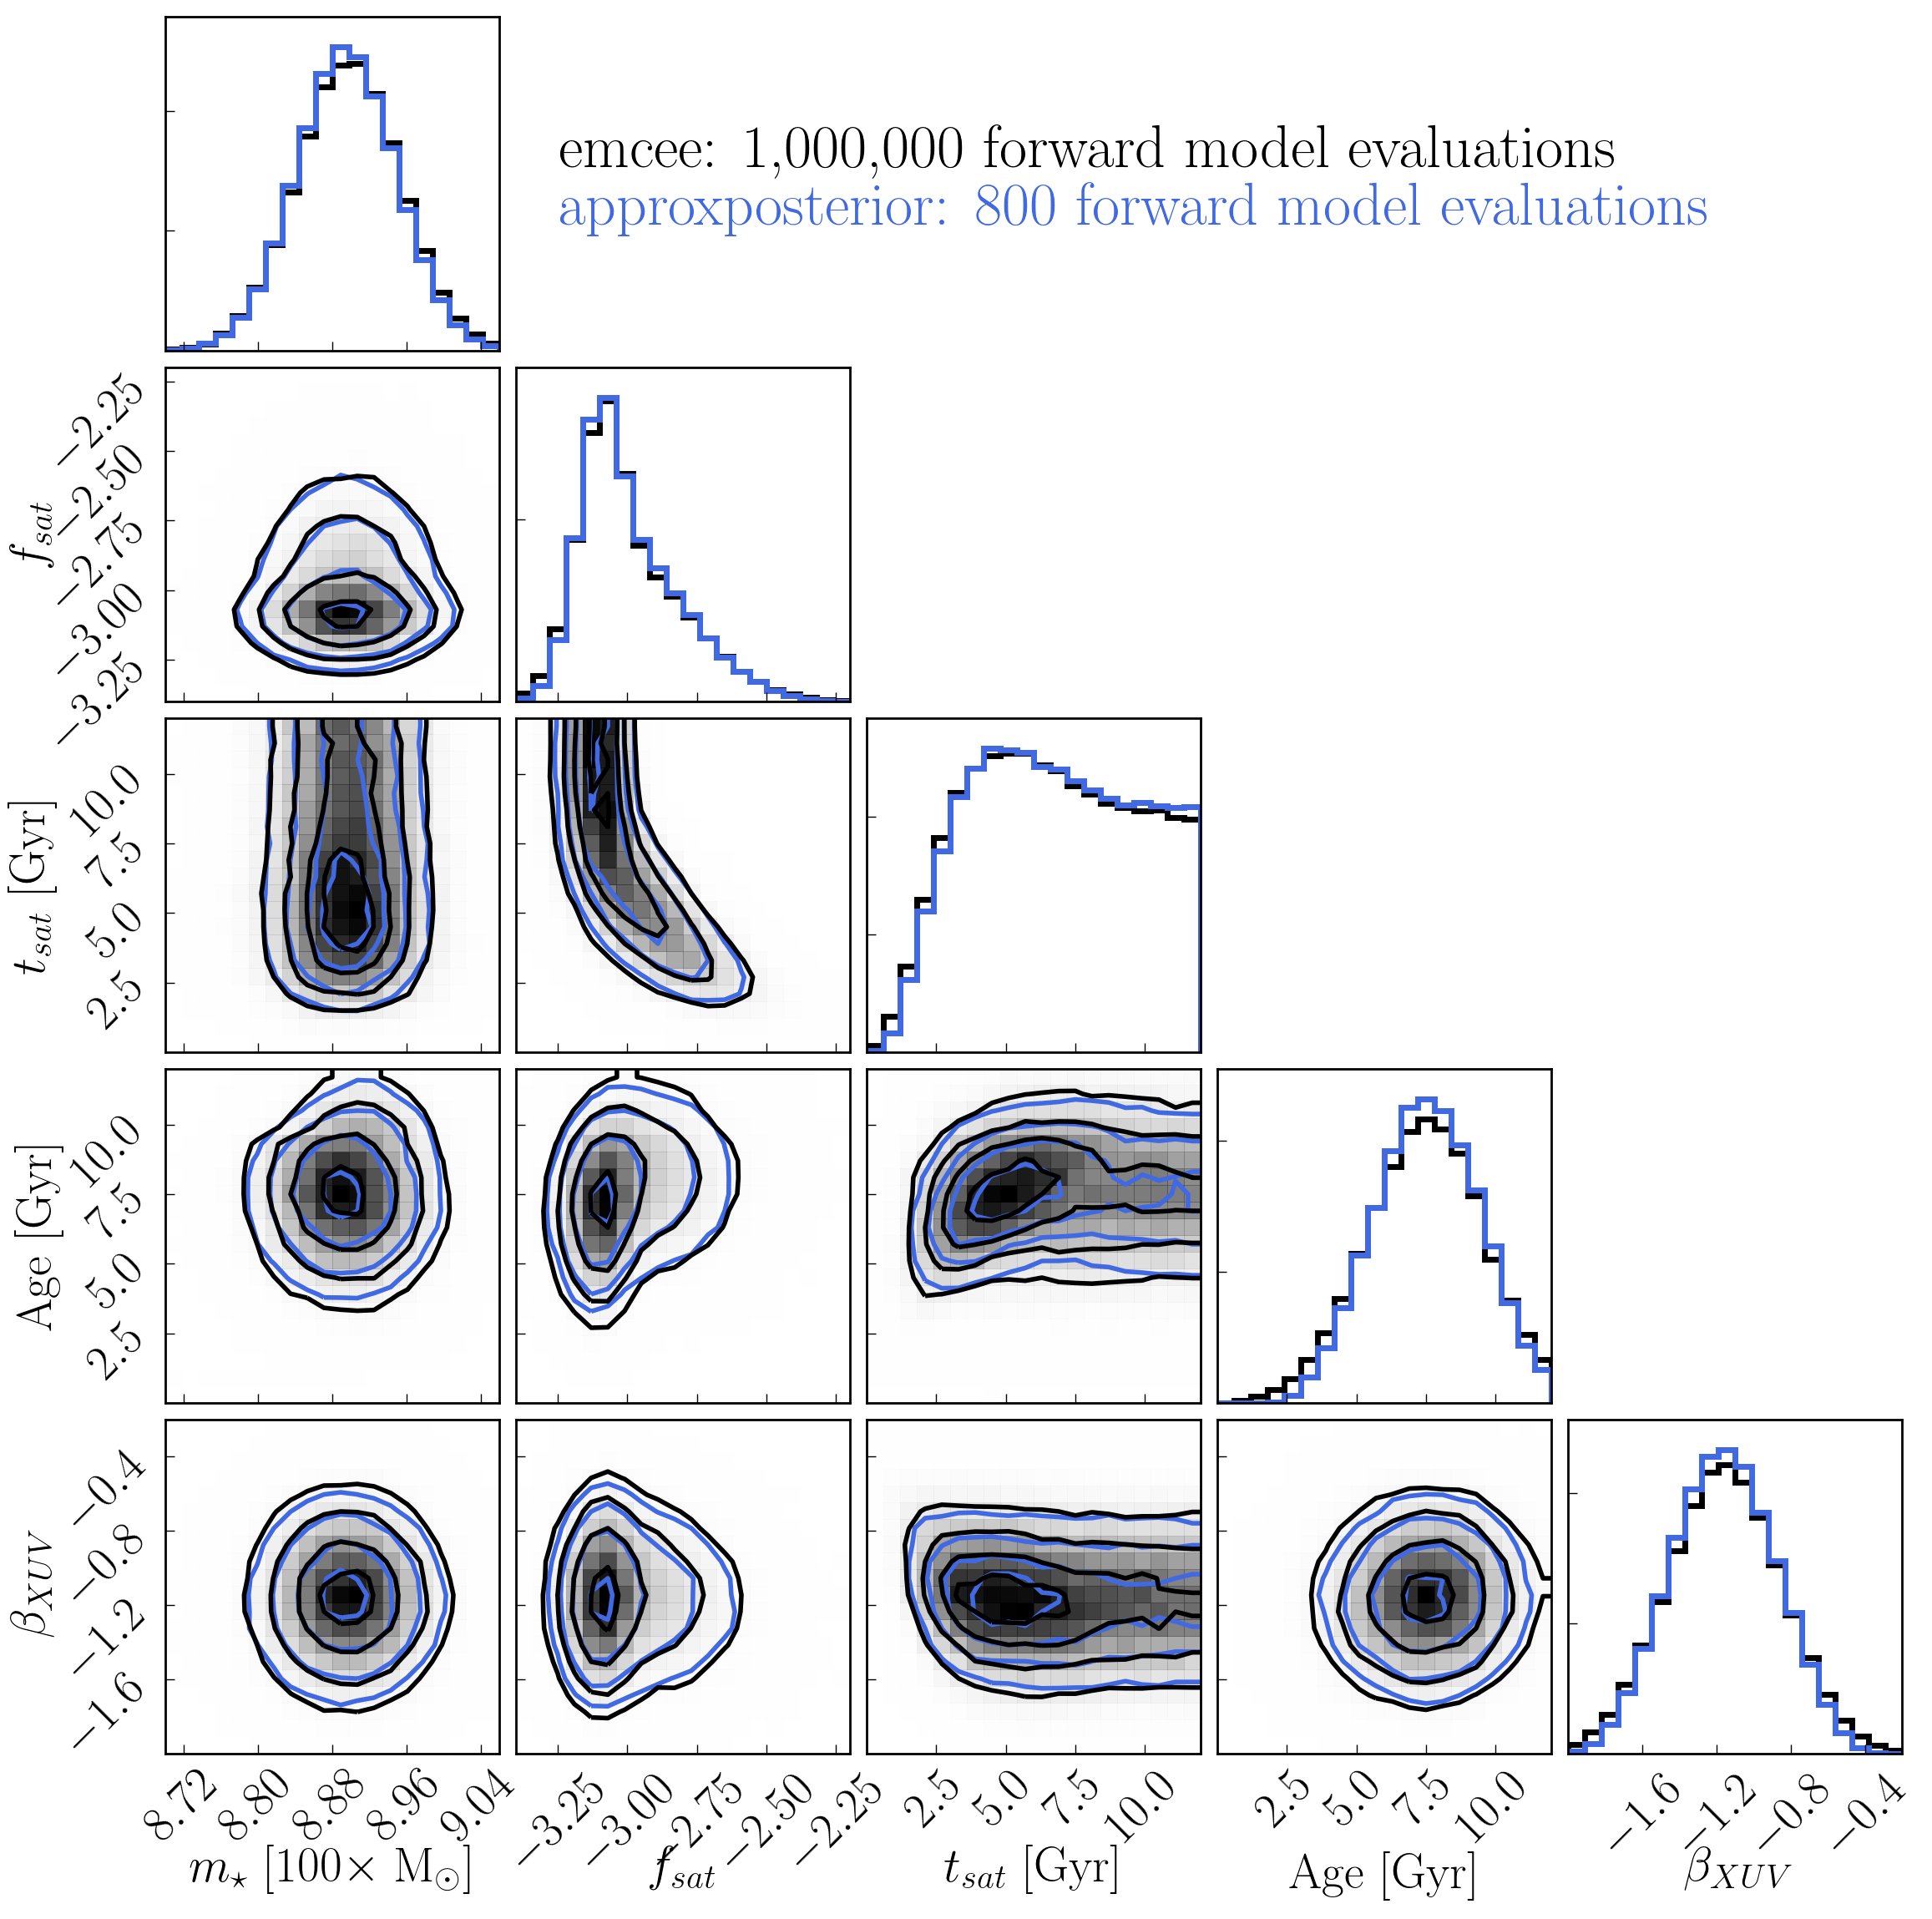 emcee: 1,000,000 forward model evaluations
approxposterior: 800 forward model evaluations
f_sat
−2.25
−2.50
−2.75
−3.00
−3.25
t_sat [Gyr]
10.0
7.5
5.0
2.5
Age [Gyr]
10.0
7.5
5.0
2.5
β_XUV
−0.4
−0.8
−1.2
−1.6
8.72 8.80 8.88 8.96 9.04
−3.25 −3.00 −2.75 −2.50 −2.25
2.5 5.0 7.5 10.0
2.5 5.0 7.5 10.0
−1.6 −1.2 −0.8 −0.4
m⋆ [100× M⊙]
f_sat
t_sat [Gyr]
Age [Gyr]
β_XUV